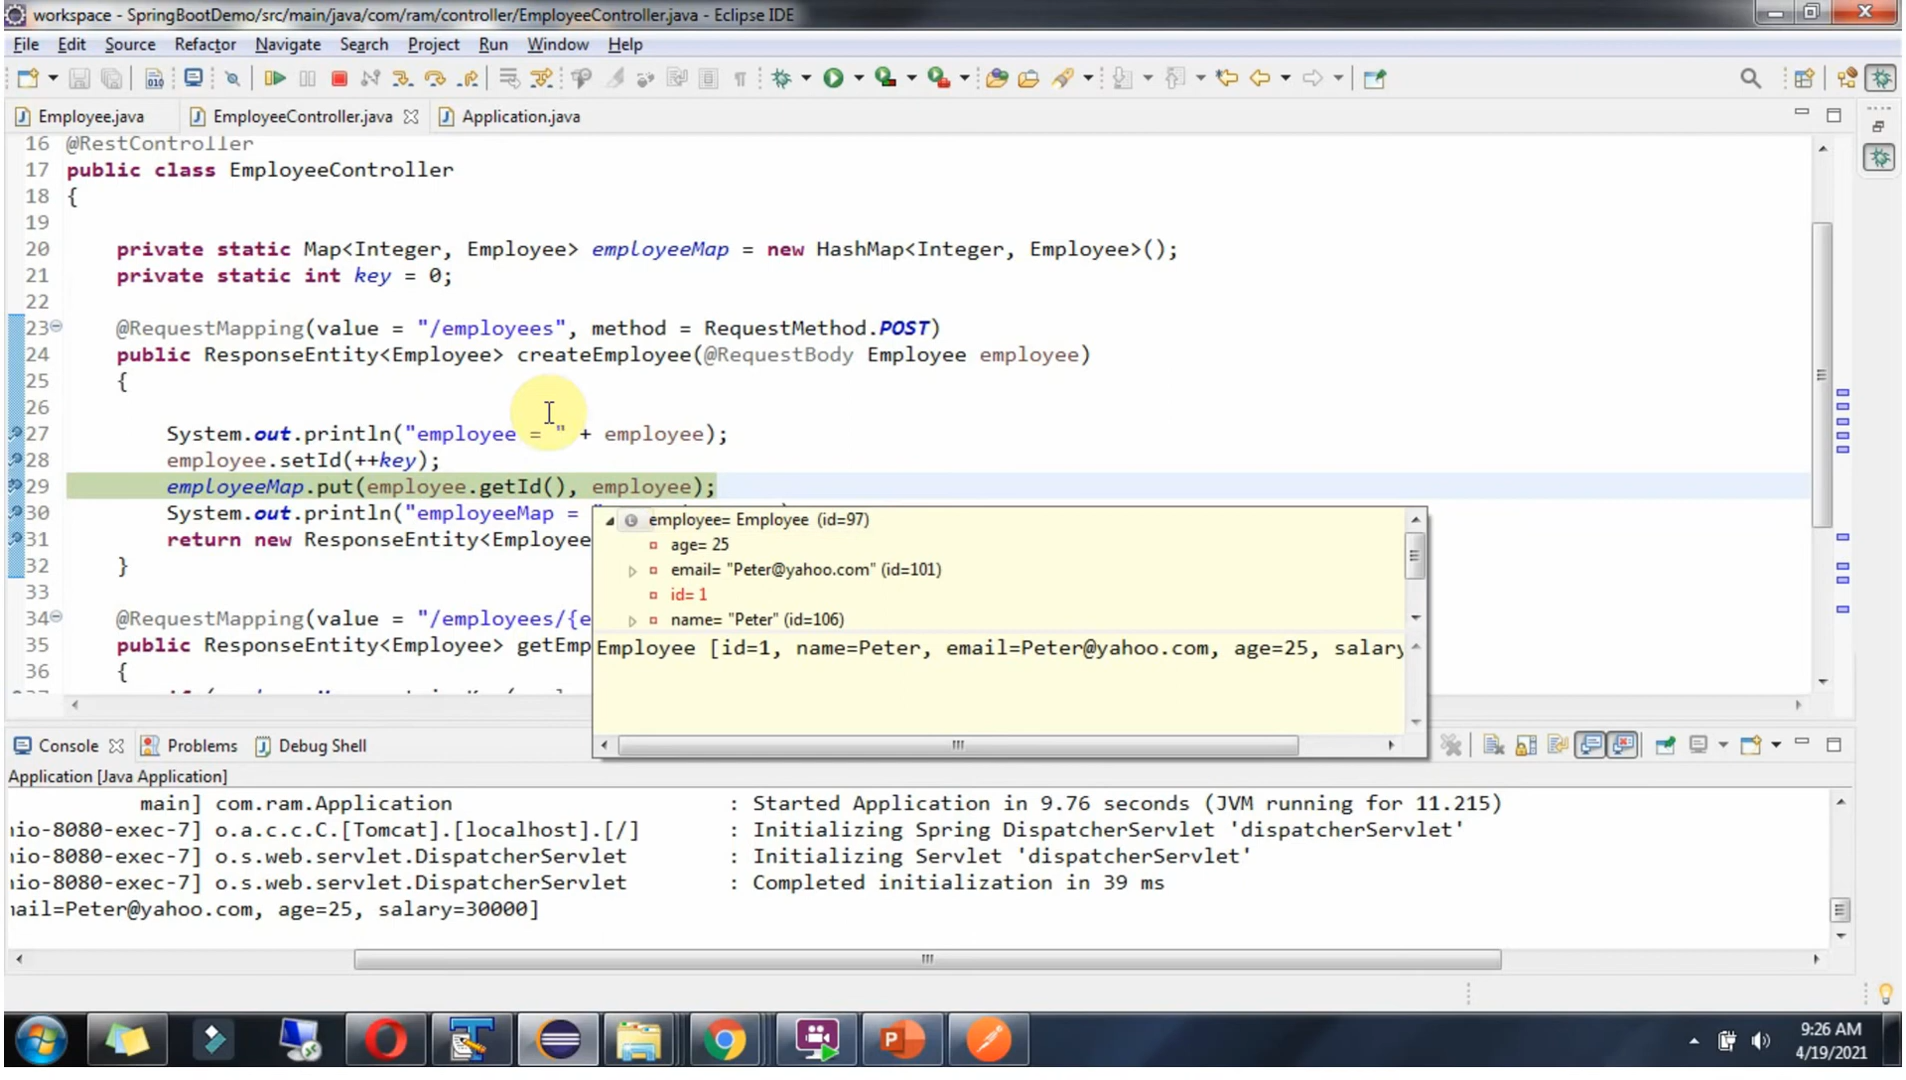 workspace - SpringBootDemo/src/main/java/com/ram/controller/EmployeeController.java - Eclipse IDE
File Edit Source Refactor Navigate Search Project Run Window Help
Employee.java EmployeeController.java Application.java
16 @RestController
17 public class EmployeeController
18 {
19
20 private static Map<Integer, Employee> employeeMap = new HashMap<Integer, Employee>();
21 private static int key = 0;
22
23 @RequestMapping(value = "/employees", method = RequestMethod.POST)
24 public ResponseEntity<Employee> createEmployee(@RequestBody Employee employee)
25 {
26
27 System.out.println("employee = " + employee);
28 employee.setId(++key);
29 employeeMap.put(employee.getId(), employee);
30 System.out.println("employeeMap =
31 return new ResponseEntity<Employee
32 }
33
34 @RequestMapping(value = "/employees/{e
35 public ResponseEntity<Employee> getEmp
36 {
employee= Employee (id=97)
age= 25
email= "Peter@yahoo.com" (id=101)
id= 1
name= "Peter" (id=106)
Employee [id=1, name=Peter, email=Peter@yahoo.com, age=25, salary
Console Problems Debug Shell
Application [Java Application]
main] com.ram.Application : Started Application in 9.76 seconds (JVM running for 11.215)
nio-8080-exec-7] o.a.c.c.C.[Tomcat].[localhost].[/] : Initializing Spring DispatcherServlet 'dispatcherServlet'
nio-8080-exec-7] o.s.web.servlet.DispatcherServlet : Initializing Servlet 'dispatcherServlet'
nio-8080-exec-7] o.s.web.servlet.DispatcherServlet : Completed initialization in 39 ms
mail=Peter@yahoo.com, age=25, salary=30000]
9:26 AM
4/19/2021